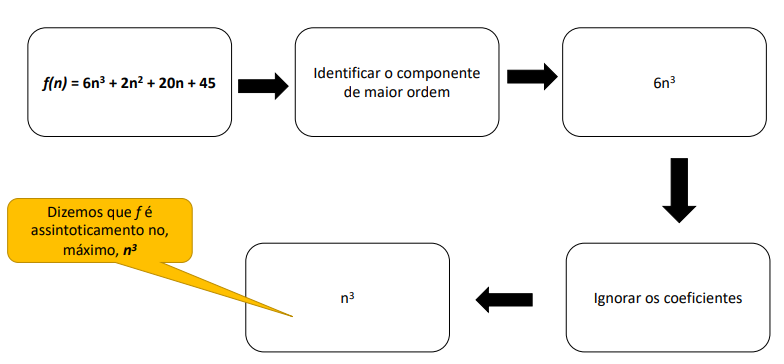 f(n) = 6n³ + 2n² + 20n + 45
Identificar o componente
de maior ordem
6n³
Dizemos que f é
assintoticamento no,
máximo, n³
n³
Ignorar os coeficientes